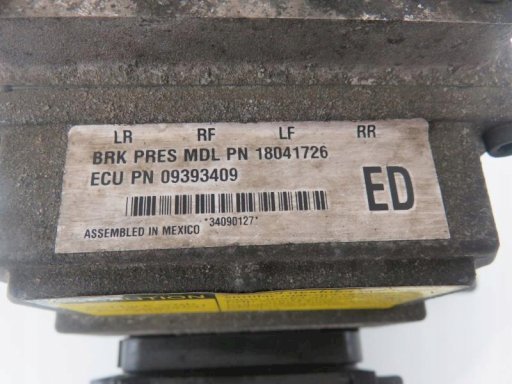 LR RF LF RR
BRK PRES MDL PN 18041726
ECU PN 09393409
ED
*34090127*
ASSEMBLED IN MEXICO